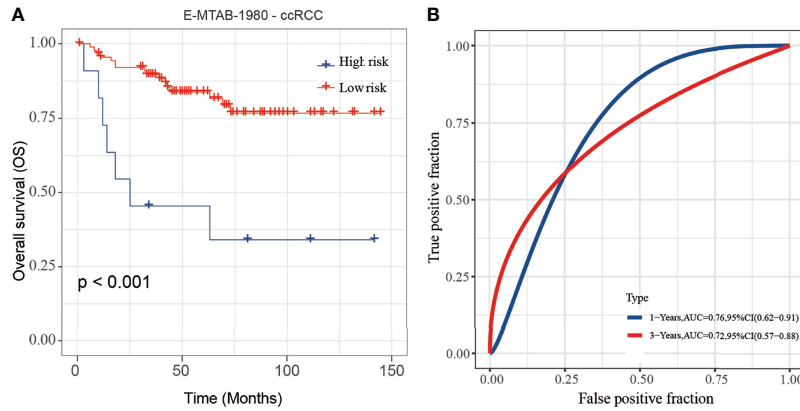 A
E-MTAB-1980 - ccRCC
Overall survival (OS)
1.00
0.75
0.50
0.25
0.00
High risk
Low risk
p < 0.001
0
50
100
150
Time (Months)
B
True positive fraction
1.00
0.75
0.50
0.25
0.00
Type
1-Years,AUC=0.76,95%CI(0.62-0.91)
3-Years,AUC=0.72,95%CI(0.57-0.88)
0.00
0.25
0.50
0.75
1.00
False positive fraction